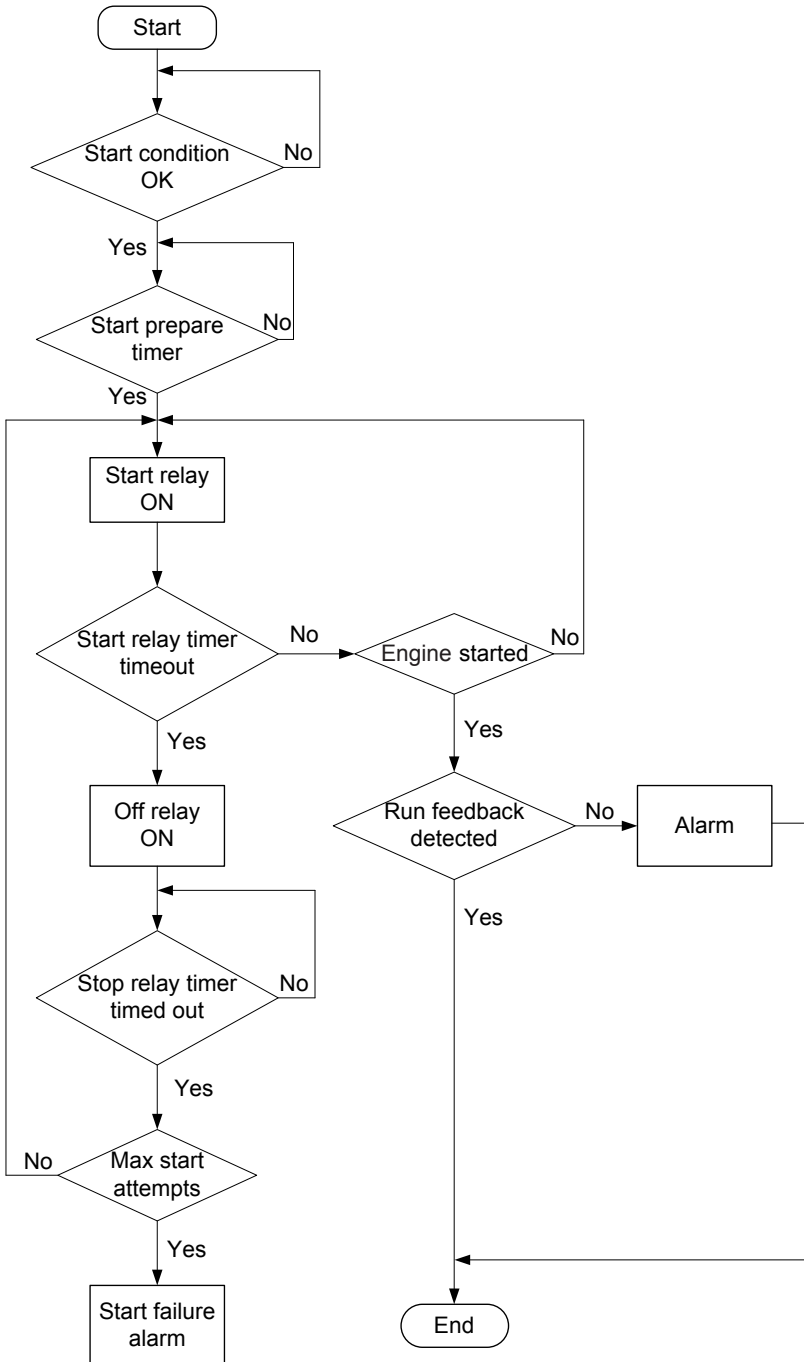 Start
Start condition
OK
No
Yes
Start prepare
timer
No
Yes
Start relay
ON
Start relay timer
timeout
No
Engine started
No
Yes
Yes
Off relay
ON
Run feedback
detected
No
Alarm
Yes
Stop relay timer
timed out
No
Yes
Max start
attempts
No
Yes
Start failure
alarm
End